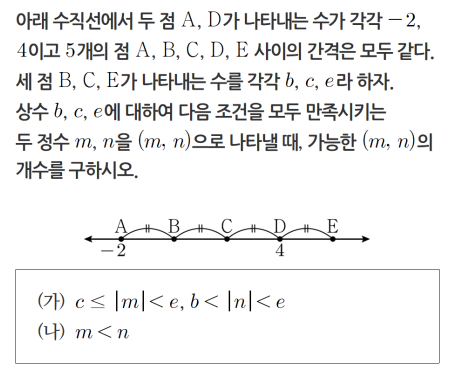 아래 수직선에서 두 점 A, D가 나타내는 수가 각각 −2,
4이고 5개의 점 A, B, C, D, E 사이의 간격은 모두 같다.
세 점 B, C, E가 나타내는 수를 각각 b, c, e라 하자.
상수 b, c, e에 대하여 다음 조건을 모두 만족시키는
두 정수 m, n을 (m, n)으로 나타낼 때, 가능한 (m, n)의
개수를 구하시오.
A B C D E
−2 4
(가) c ≤ |m| < e, b < |n| < e
(나) m < n